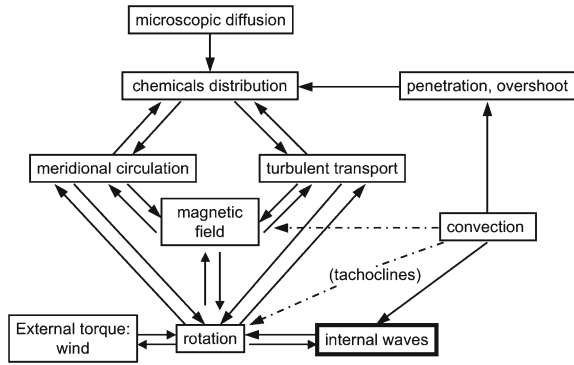 microscopic diffusion
chemicals distribution
penetration, overshoot
meridional circulation
turbulent transport
magnetic
field
convection
(tachoclines)
External torque:
wind
rotation
internal waves